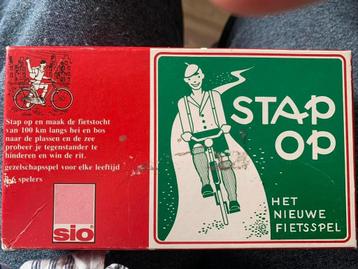 Stap op en maak de fietstocht
van 100 km langs hei en bos
naar de plassen en de zee
probeer je tegenstander te
hinderen en win de rit.
gezelschapsspel voor elke leeftijd
spelers
sio
STAP
OP
HET
NIEUWE
FIETSSPEL